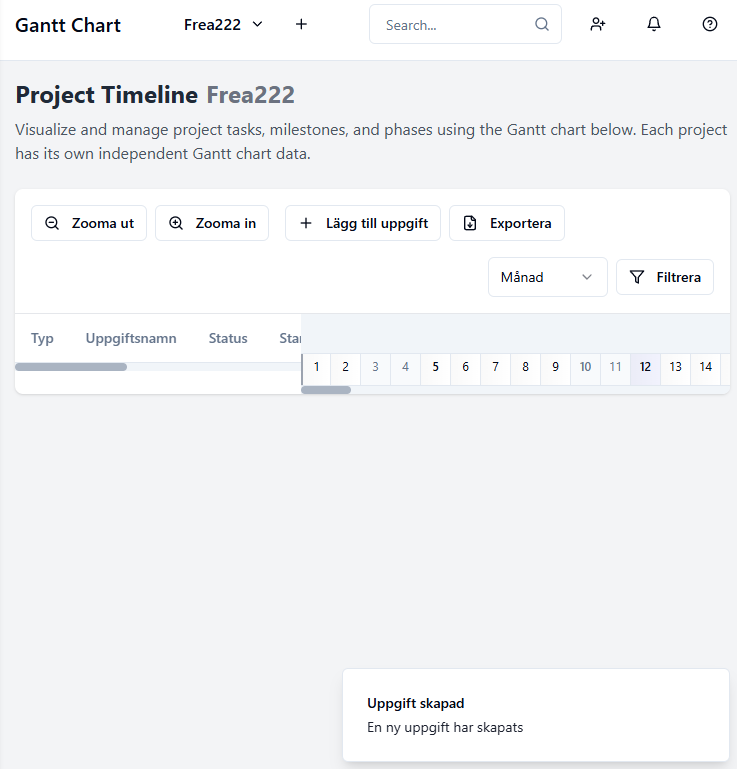 Gantt Chart Frea222 Search...
Project Timeline Frea222
Visualize and manage project tasks, milestones, and phases using the Gantt chart below. Each project
has its own independent Gantt chart data.
Zooma ut Zooma in Lägg till uppgift Exportera
Månad Filtrera
Typ Uppgiftsnamn Status Star
1 2 3 4 5 6 7 8 9 10 11 12 13 14
Uppgift skapad
En ny uppgift har skapats